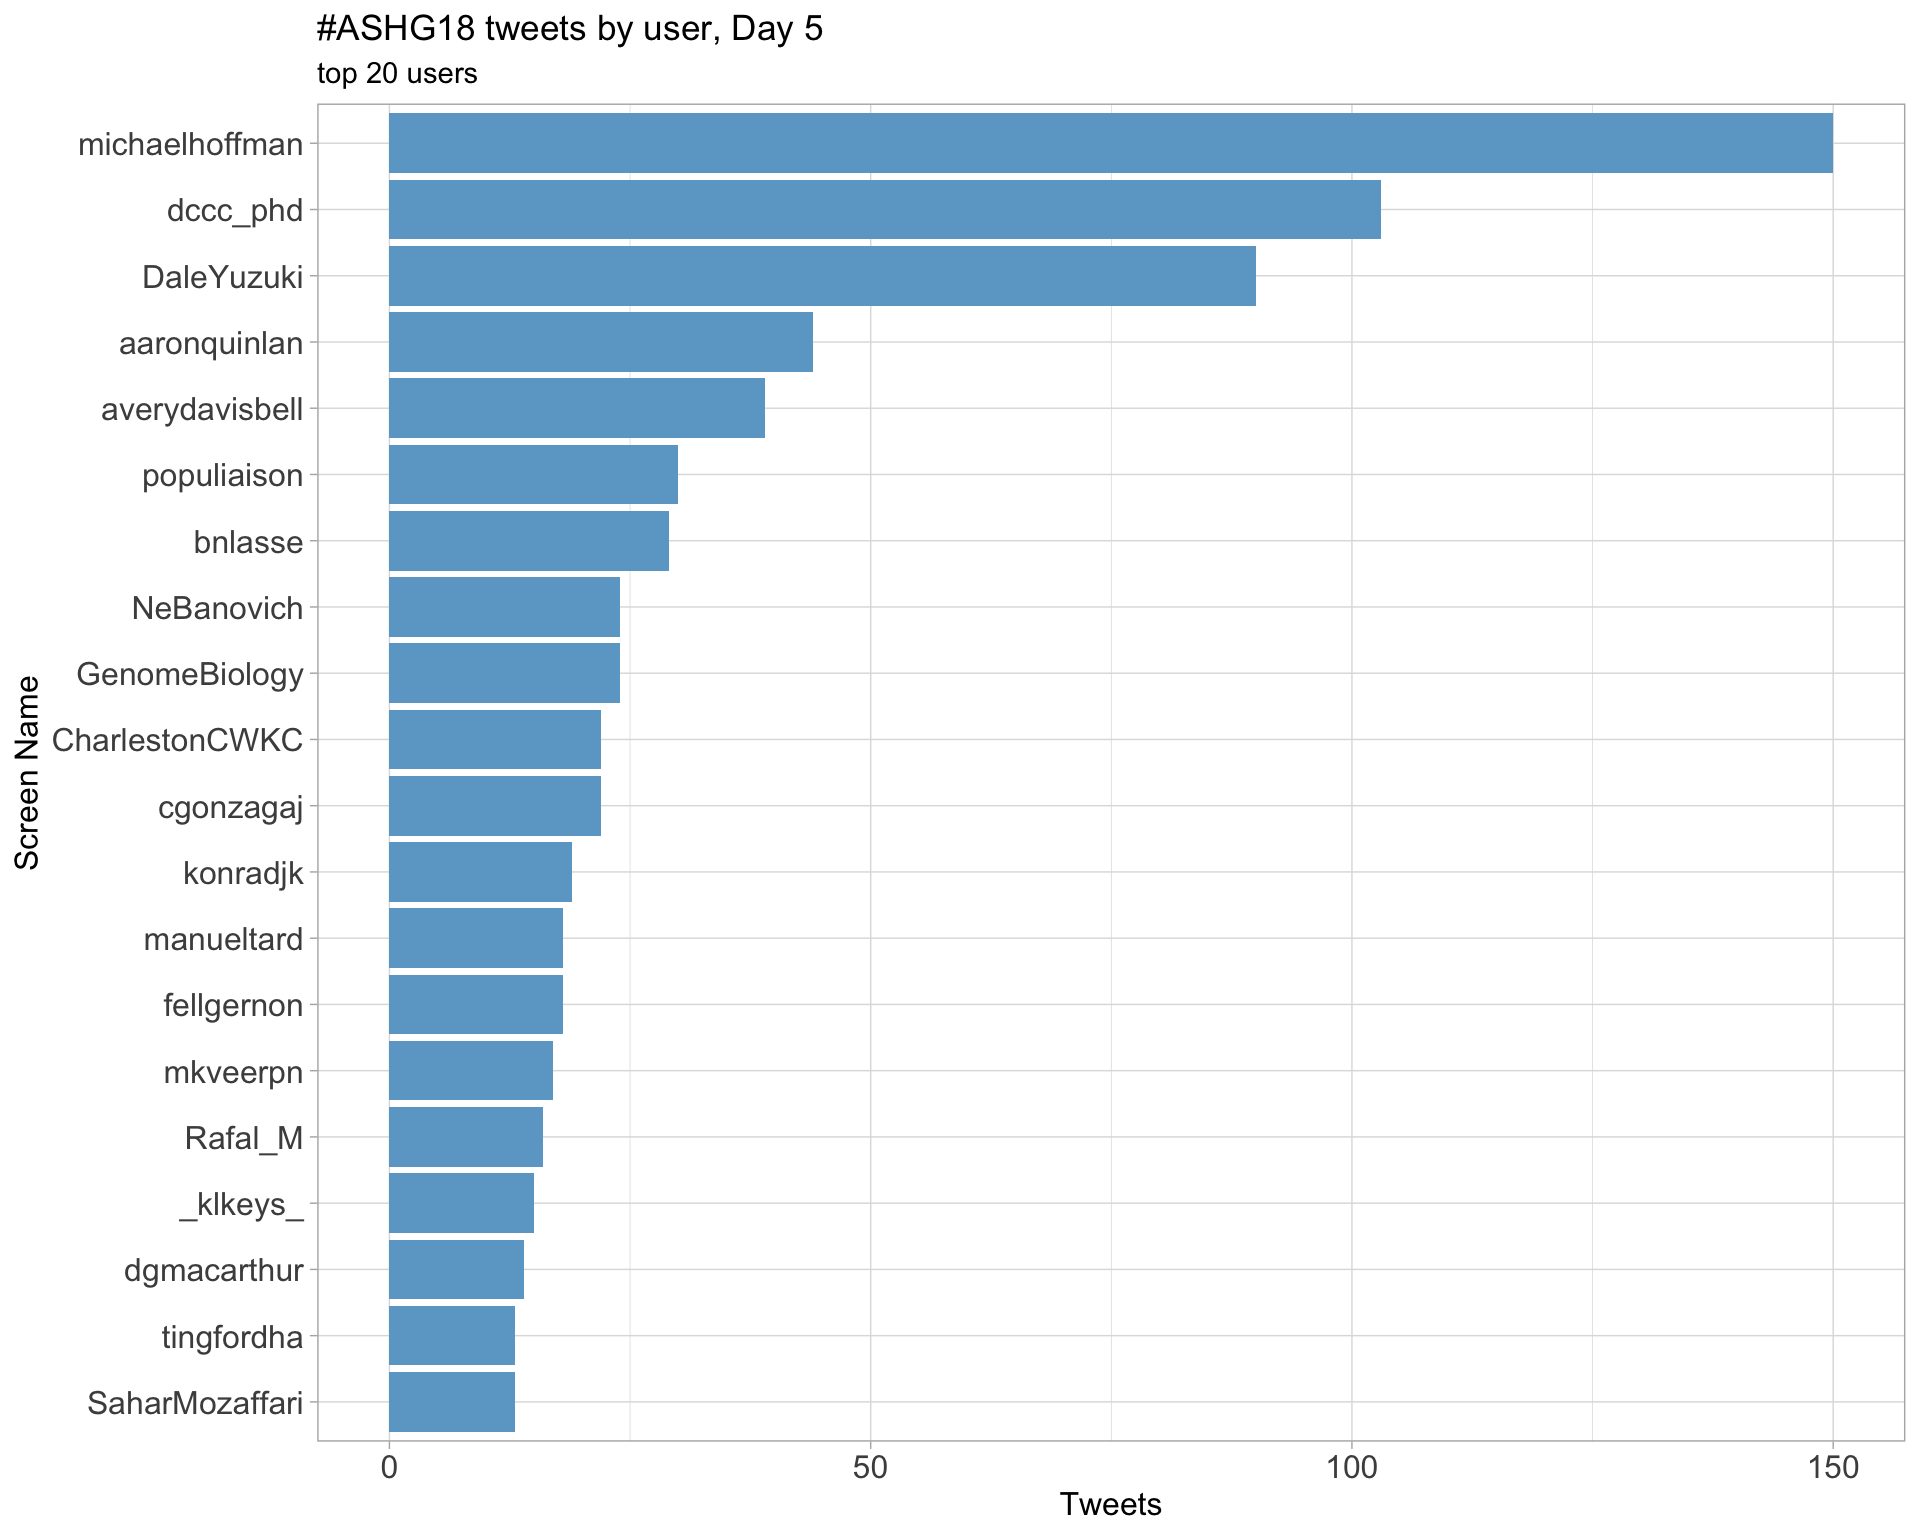 #ASHG18 tweets by user, Day 5
top 20 users
Screen Name
michaelhoffman
dccc_phd
DaleYuzuki
aaronquinlan
averydavisbell
populiaison
bnlasse
NeBanovich
GenomeBiology
CharlestonCWKC
cgonzagaj
konradjk
manueltard
fellgernon
mkveerpn
Rafal_M
_klkeys_
dgmacarthur
tingfordha
SaharMozaffari
0 50 100 150
Tweets